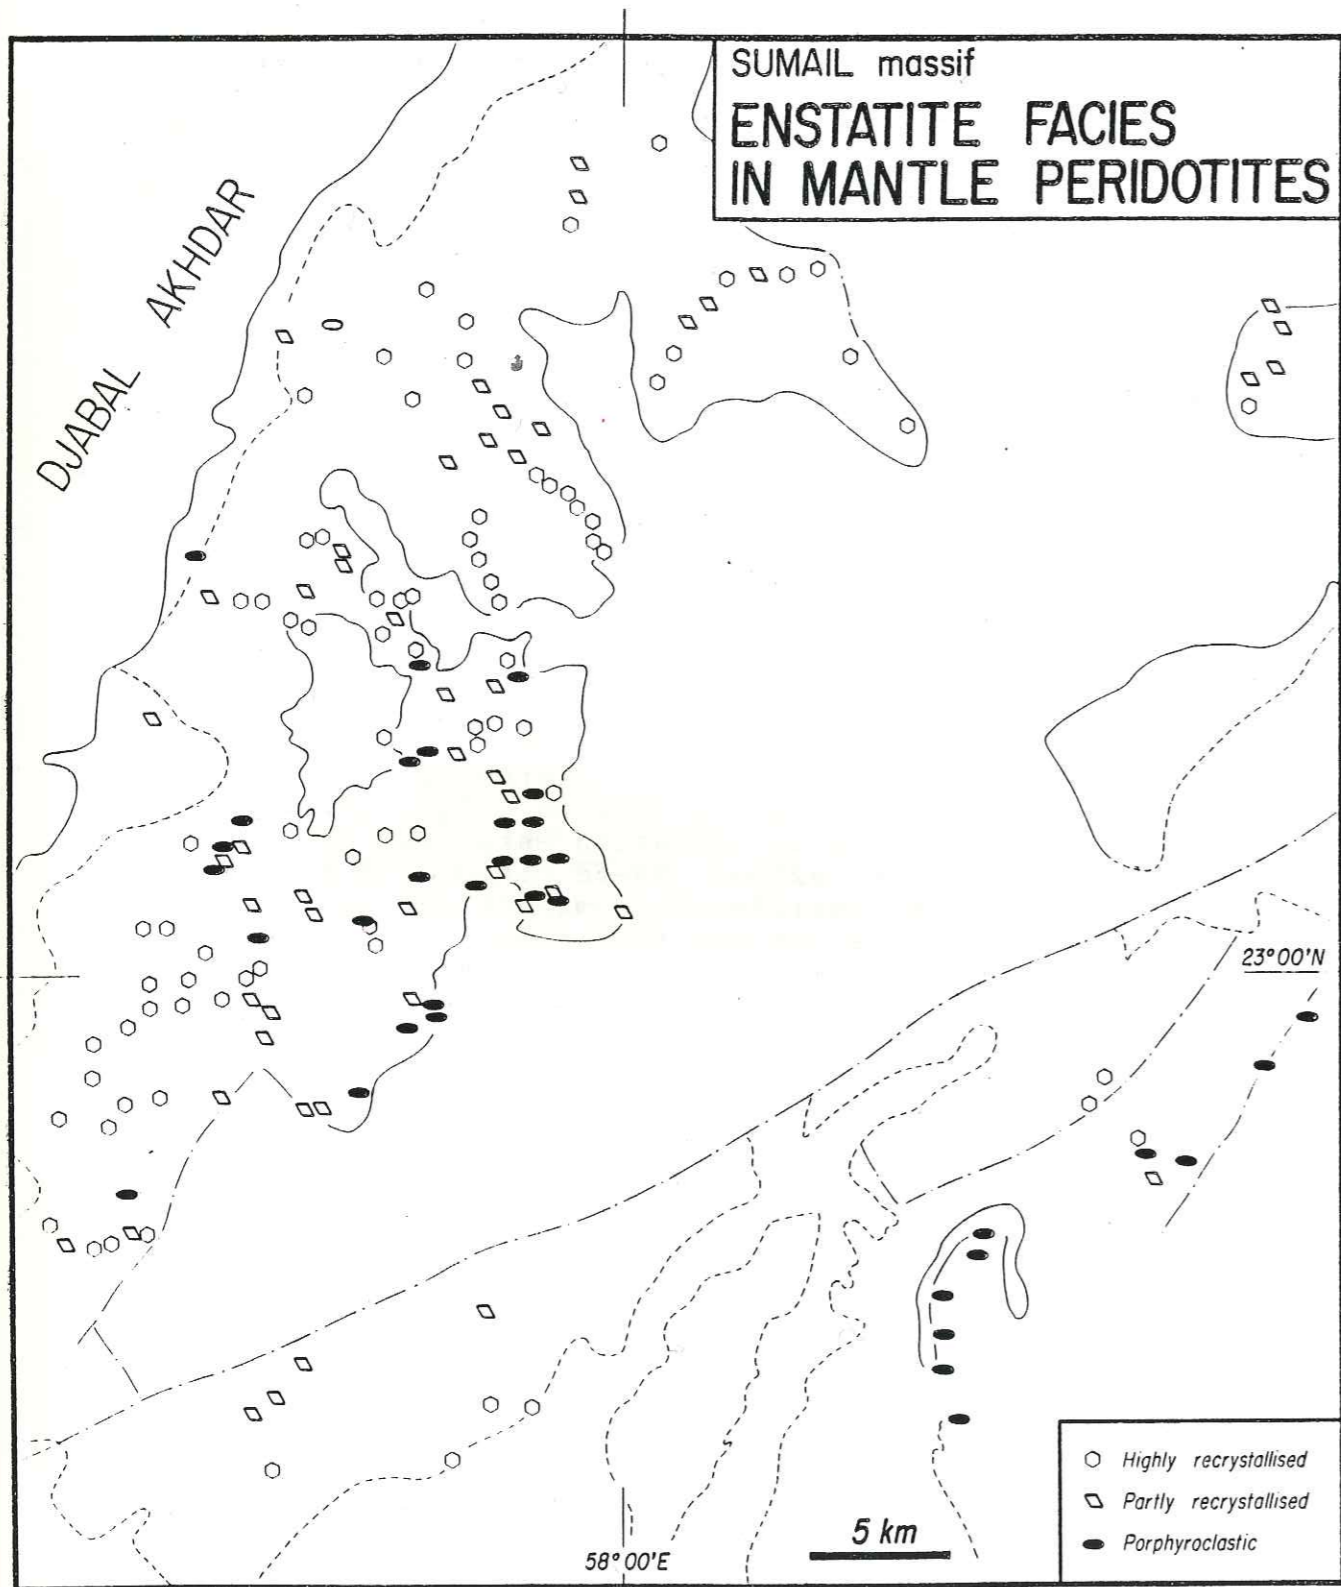 SUMAIL massif
ENSTATITE FACIES
IN MANTLE PERIDOTITES
DJABAL AKHDAR
23°00'N
58°00'E
5 km
Highly recrystallised
Partly recrystallised
Porphyroclastic